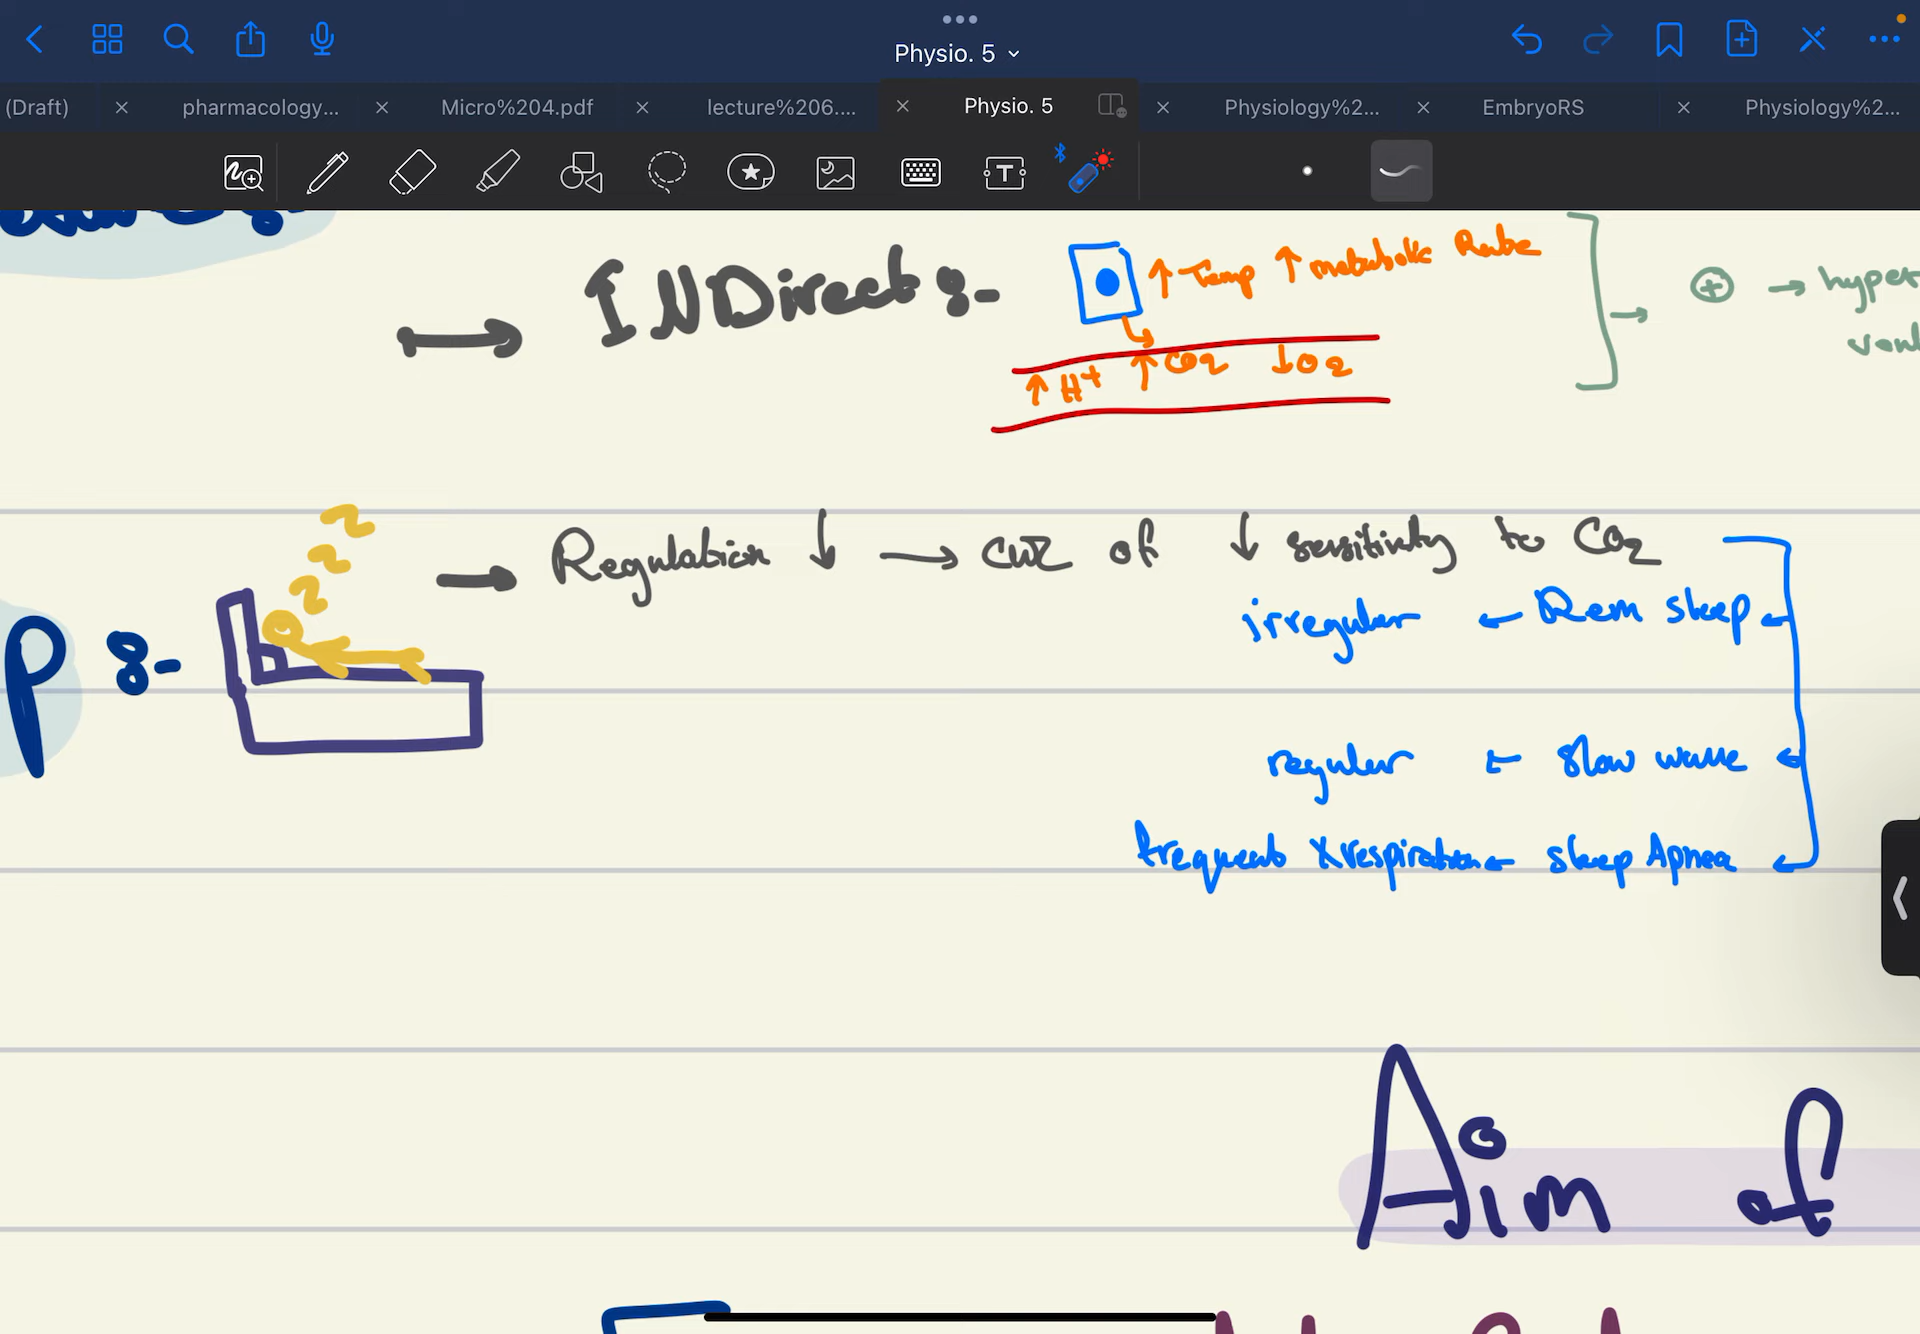 Physio. 5
(Draft) pharmacology... Micro%204.pdf lecture%206.... Physio. 5 Physiology%2... EmbryoRS Physiology%2...
→ INDirect :-
↑ Temp ↑ metabolic Rate
↑ H+ ↑ CO2 ↓ O2
⊕ → hyper
P :-
z z z z
→ Regulation ↓ → cuz of ↓ sensitivity to CO2
irregular ← Rem sleep ←
regular ← slow wave ←
frequent X respiration ← sleep Apnea ←
Aim of